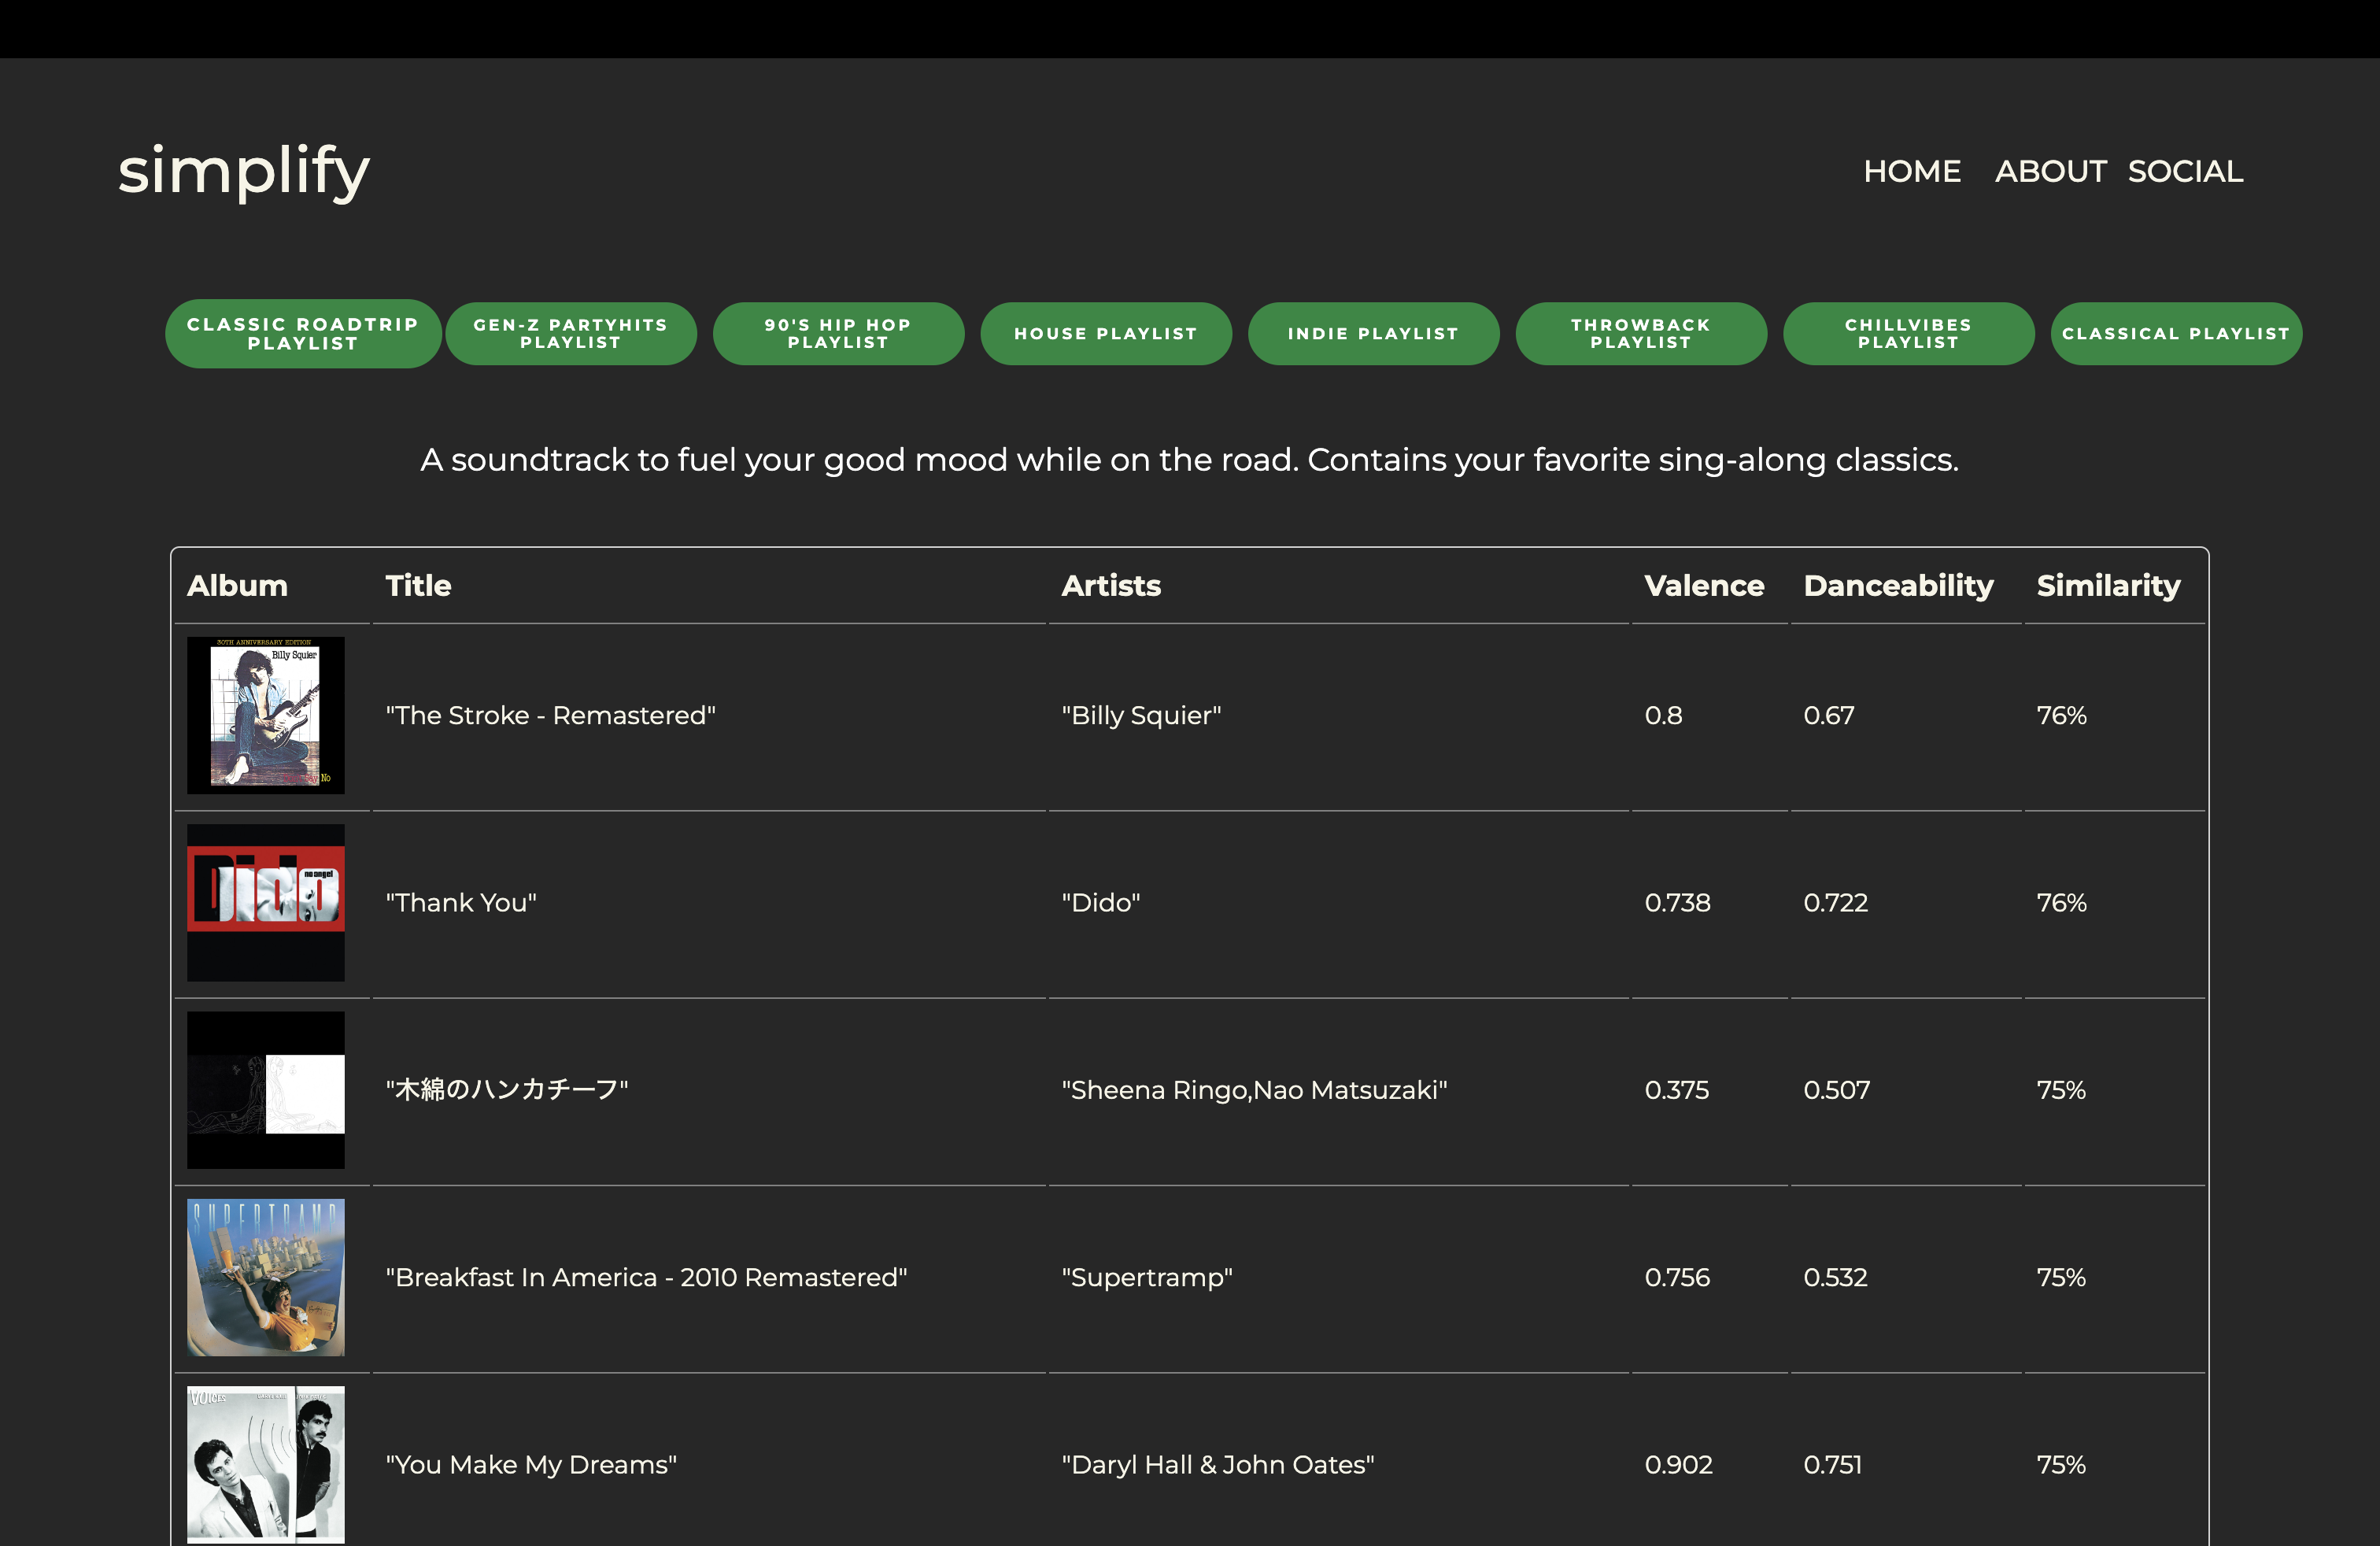 simplify
HOME ABOUT SOCIAL
CLASSIC ROADTRIP
PLAYLIST
GEN-Z PARTYHITS
PLAYLIST
90'S HIP HOP
PLAYLIST
HOUSE PLAYLIST
INDIE PLAYLIST
THROWBACK
PLAYLIST
CHILLVIBES
PLAYLIST
CLASSICAL PLAYLIST
A soundtrack to fuel your good mood while on the road. Contains your favorite sing-along classics.
Album Title Artists Valence Danceability Similarity
30TH ANNIVERSARY EDITION
Billy Squier
No
"The Stroke - Remastered" "Billy Squier" 0.8 0.67 76%
Dido
no angel
"Thank You" "Dido" 0.738 0.722 76%
"木綿のハンカチーフ" "Sheena Ringo,Nao Matsuzaki" 0.375 0.507 75%
SUPERTRAMP
"Breakfast In America - 2010 Remastered" "Supertramp" 0.756 0.532 75%
VOICES
"You Make My Dreams" "Daryl Hall & John Oates" 0.902 0.751 75%